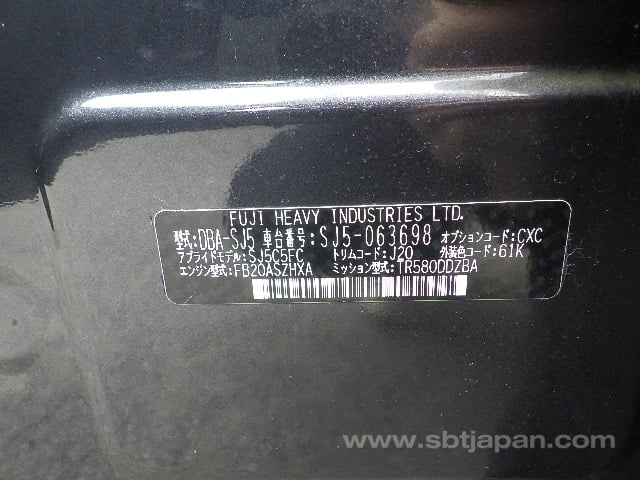 FUJI HEAVY INDUSTRIES LTD.
型式:DBA-SJ5 車台番号:SJ5-063698 オプションコード:CXC
アプライドモデル:SJ5C5FC トリムコード:J20 外装色コード:61K
エンジン型式:FB20ASZHXA ミッション型式:TR580DDZBA
www.sbtjapan.com